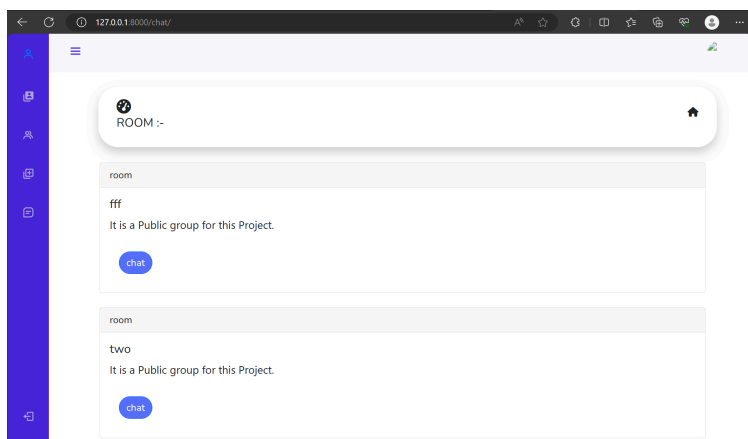 127.0.0.1:8000/chat/
ROOM :-
room
fff
It is a Public group for this Project.
chat
room
two
It is a Public group for this Project.
chat